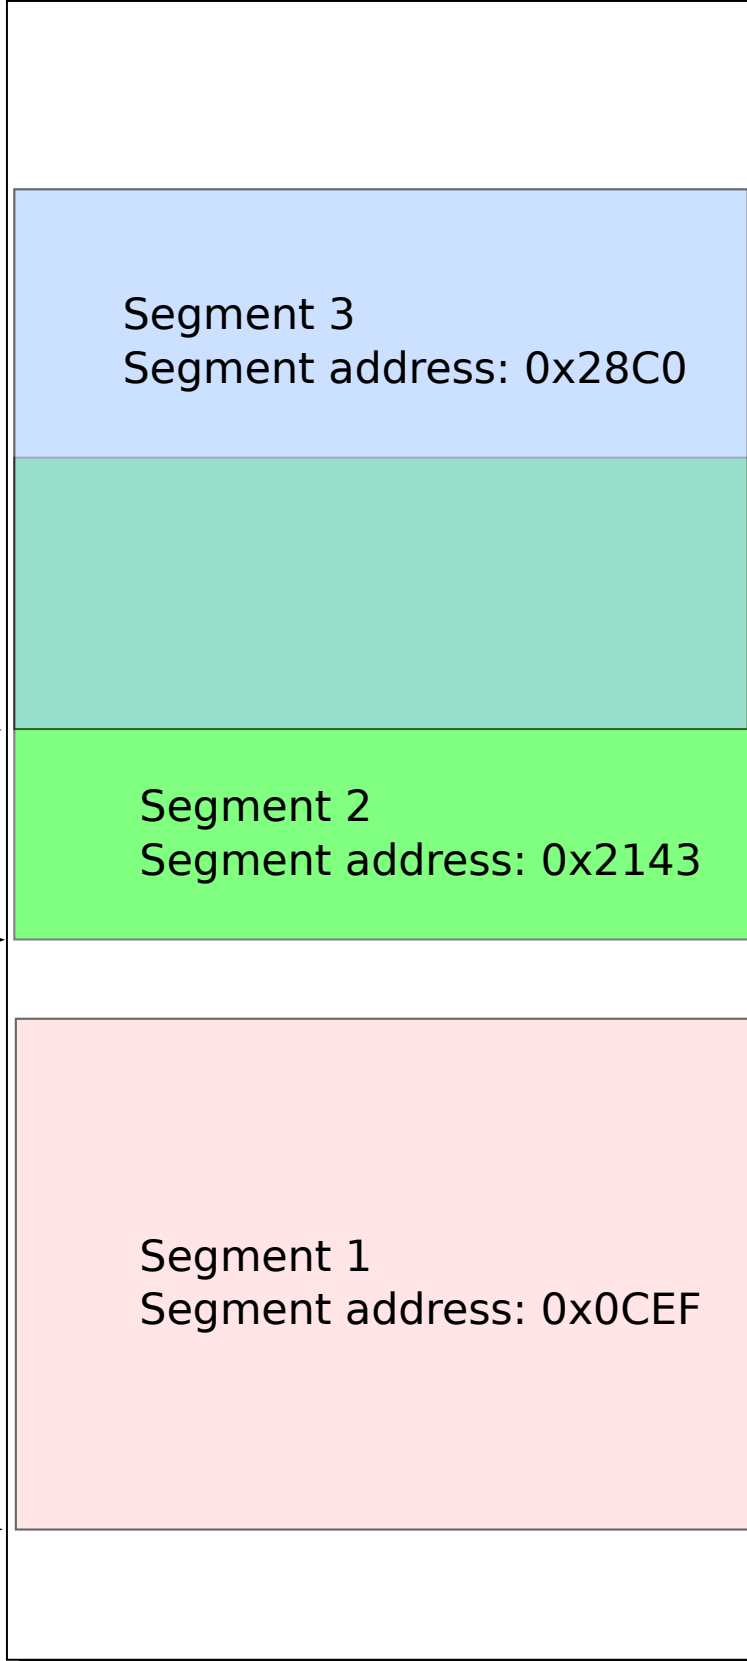 Segment 3
Segment address: 0x28C0
Segment 2
Segment address: 0x2143
Segment 1
Segment address: 0x0CEF